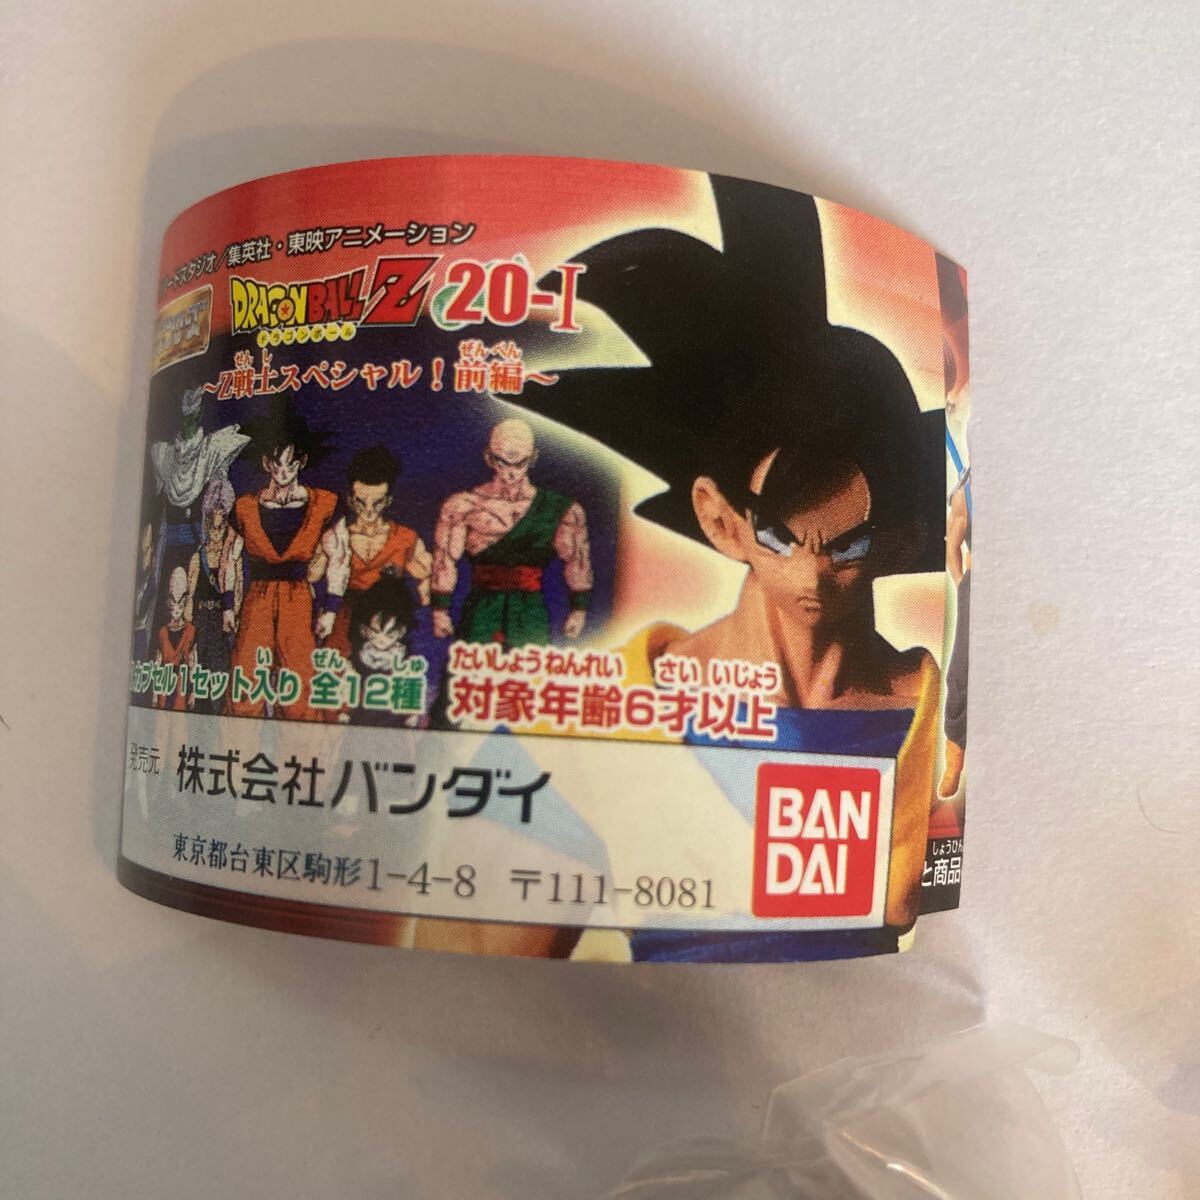 ードスタジオ／集英社・東映アニメーション
DRAGONBALL Z 20-I
ドラゴンボール
せんし ぜんぺん
～Z戦士スペシャル！前編～
い ぜん しゅ
カプセル1セット入り 全12種
たいしょうねんれい さい いじょう
対象年齢6才以上
発売元 株式会社バンダイ
東京都台東区駒形1-4-8 〒111-8081
BAN
DAI
しょうひん
と商品